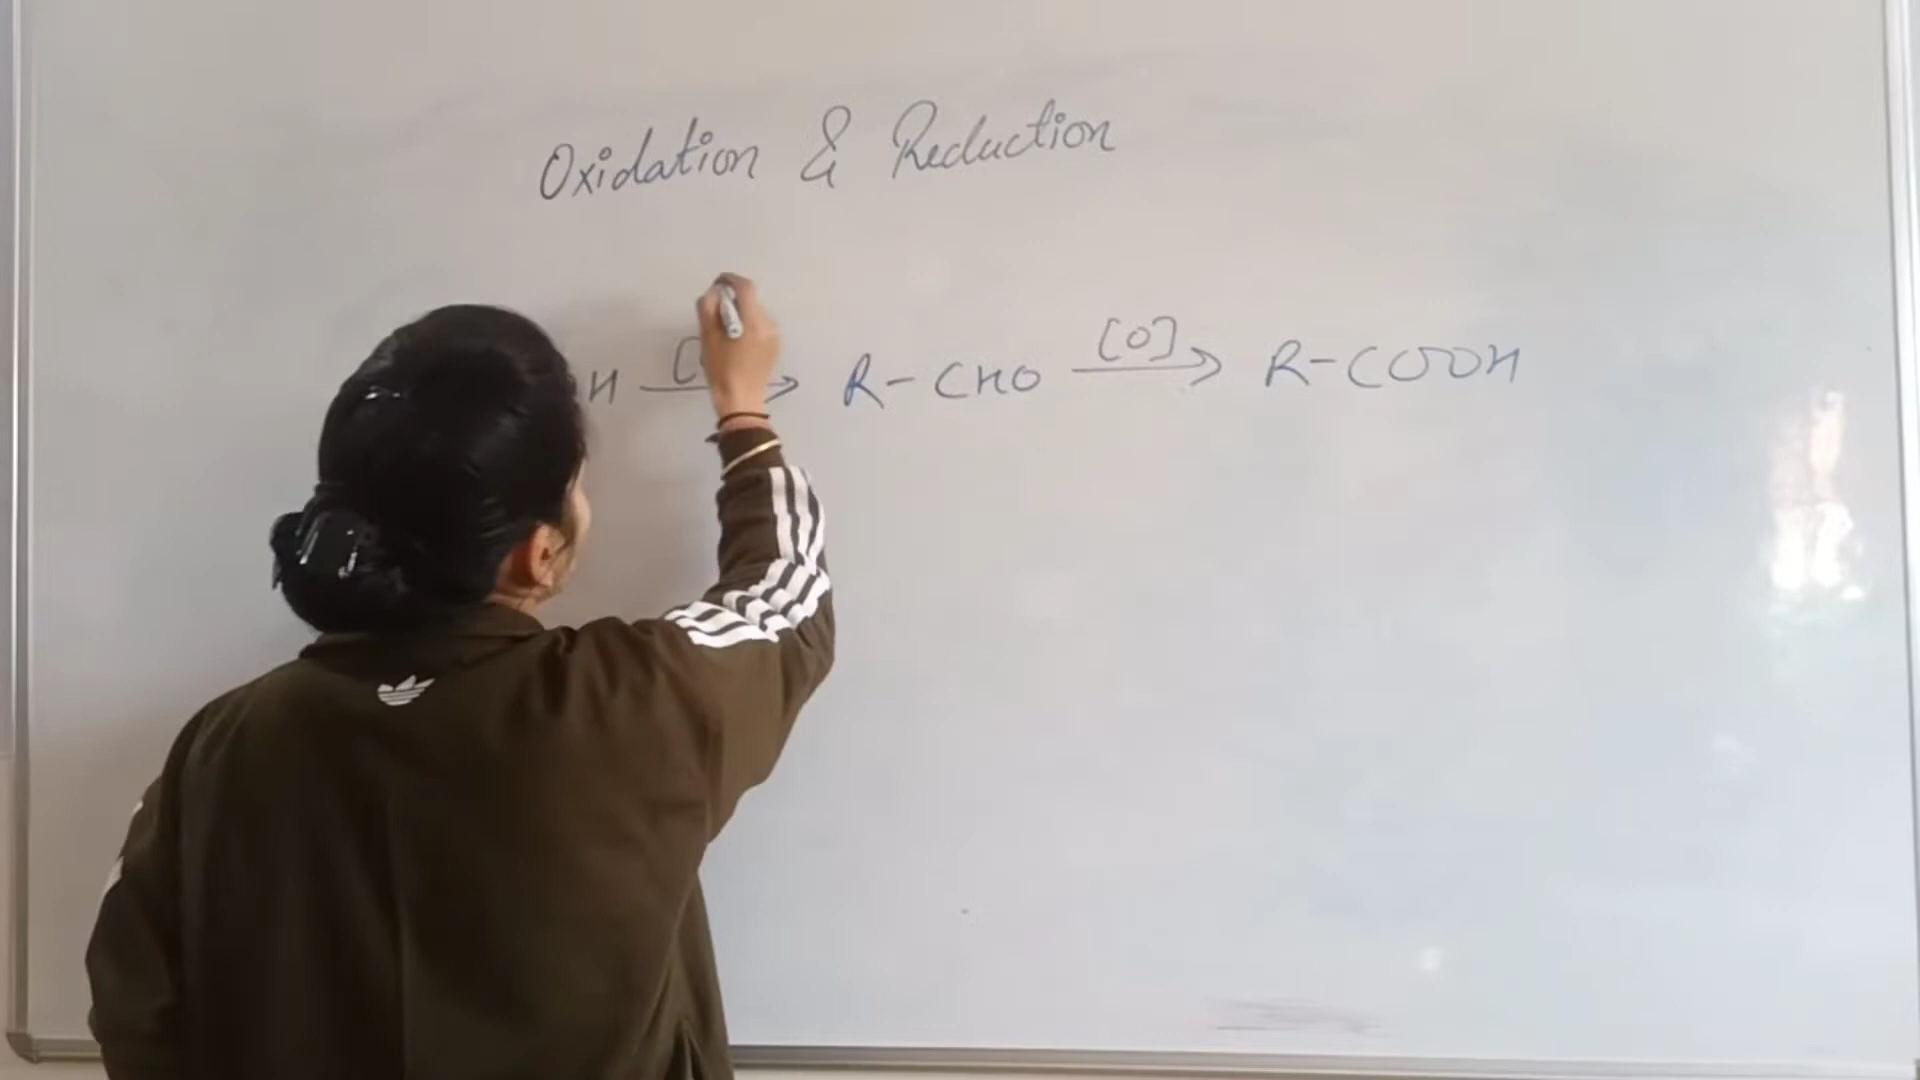 Oxidation & Reduction
H [ → R-CHO [O] → R-COOH